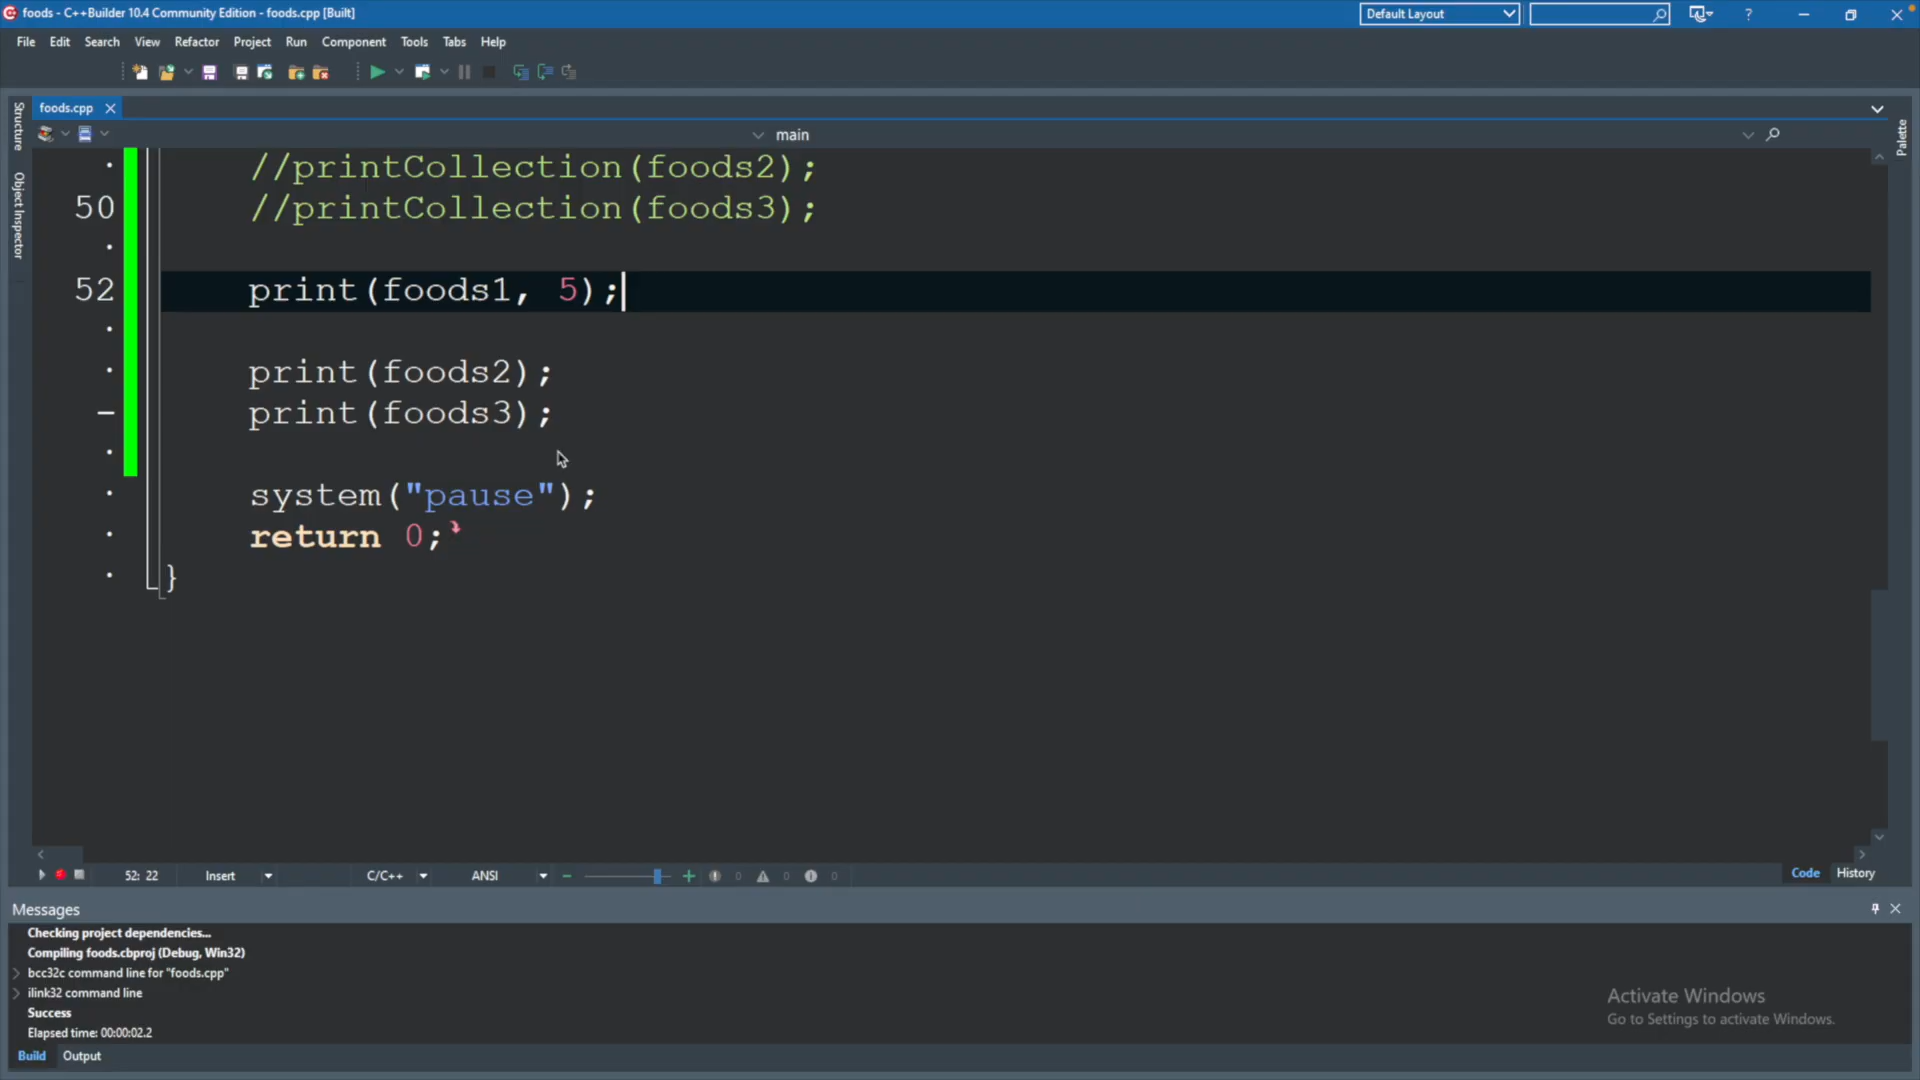 foods - C++Builder 10.4 Community Edition - foods.cpp [Built]
Default Layout
?
File Edit Search View Refactor Project Run Component Tools Tabs Help
foods.cpp
Structure
Object Inspector
Palette
main
//printCollection(foods2);
50 //printCollection(foods3);
52 print(foods1, 5);
print(foods2);
print(foods3);
system("pause");
return 0;
}
52: 22 Insert C/C++ ANSI 0 0 0
Code History
Messages
Checking project dependencies...
Compiling foods.cbproj (Debug, Win32)
bcc32c command line for "foods.cpp"
ilink32 command line
Success
Elapsed time: 00:00:02.2
Activate Windows
Go to Settings to activate Windows.
Build Output